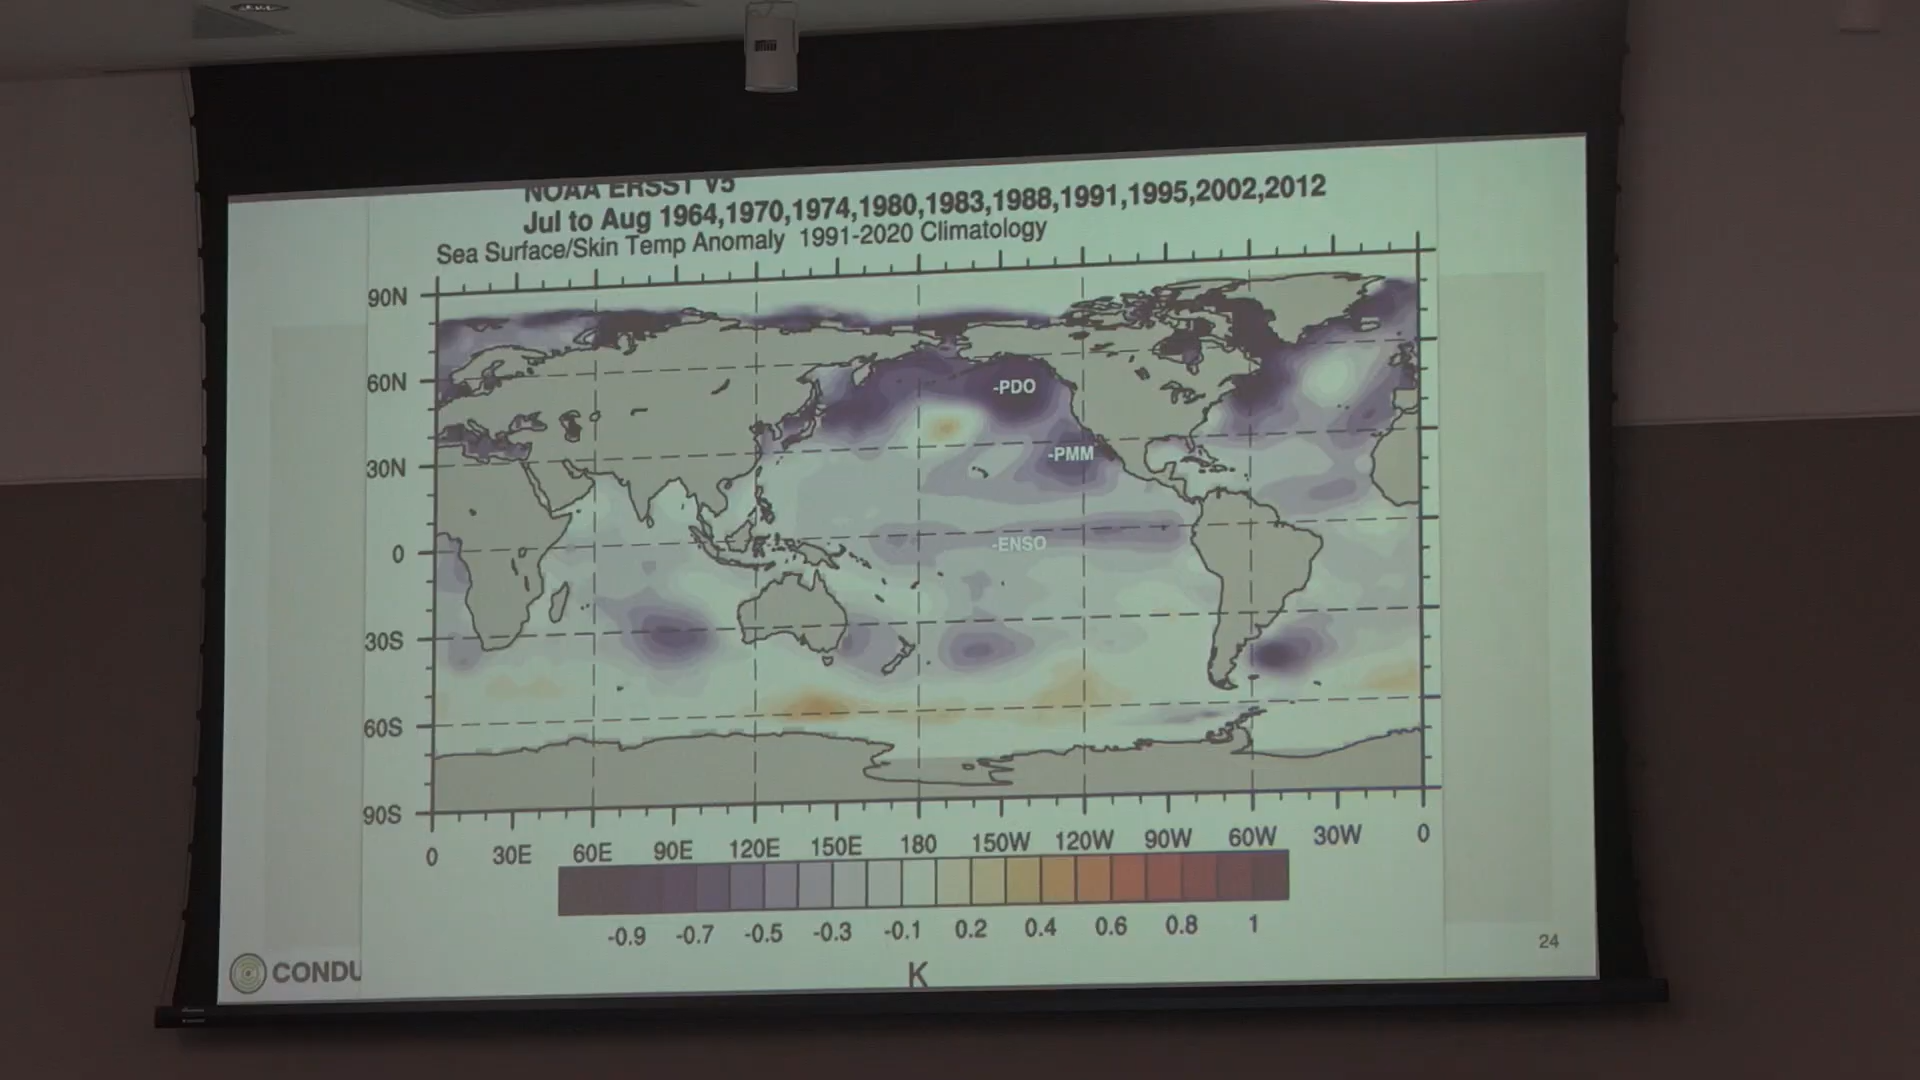 NOAA ERSST V5
Jul to Aug 1964,1970,1974,1980,1983,1988,1991,1995,2002,2012
Sea Surface/Skin Temp Anomaly 1991-2020 Climatology
90N
60N
30N
0
30S
60S
90S
-PDO
-PMM
-ENSO
0 30E 60E 90E 120E 150E 180 150W 120W 90W 60W 30W 0
-0.9 -0.7 -0.5 -0.3 -0.1 0.2 0.4 0.6 0.8 1
K
CONDU
24